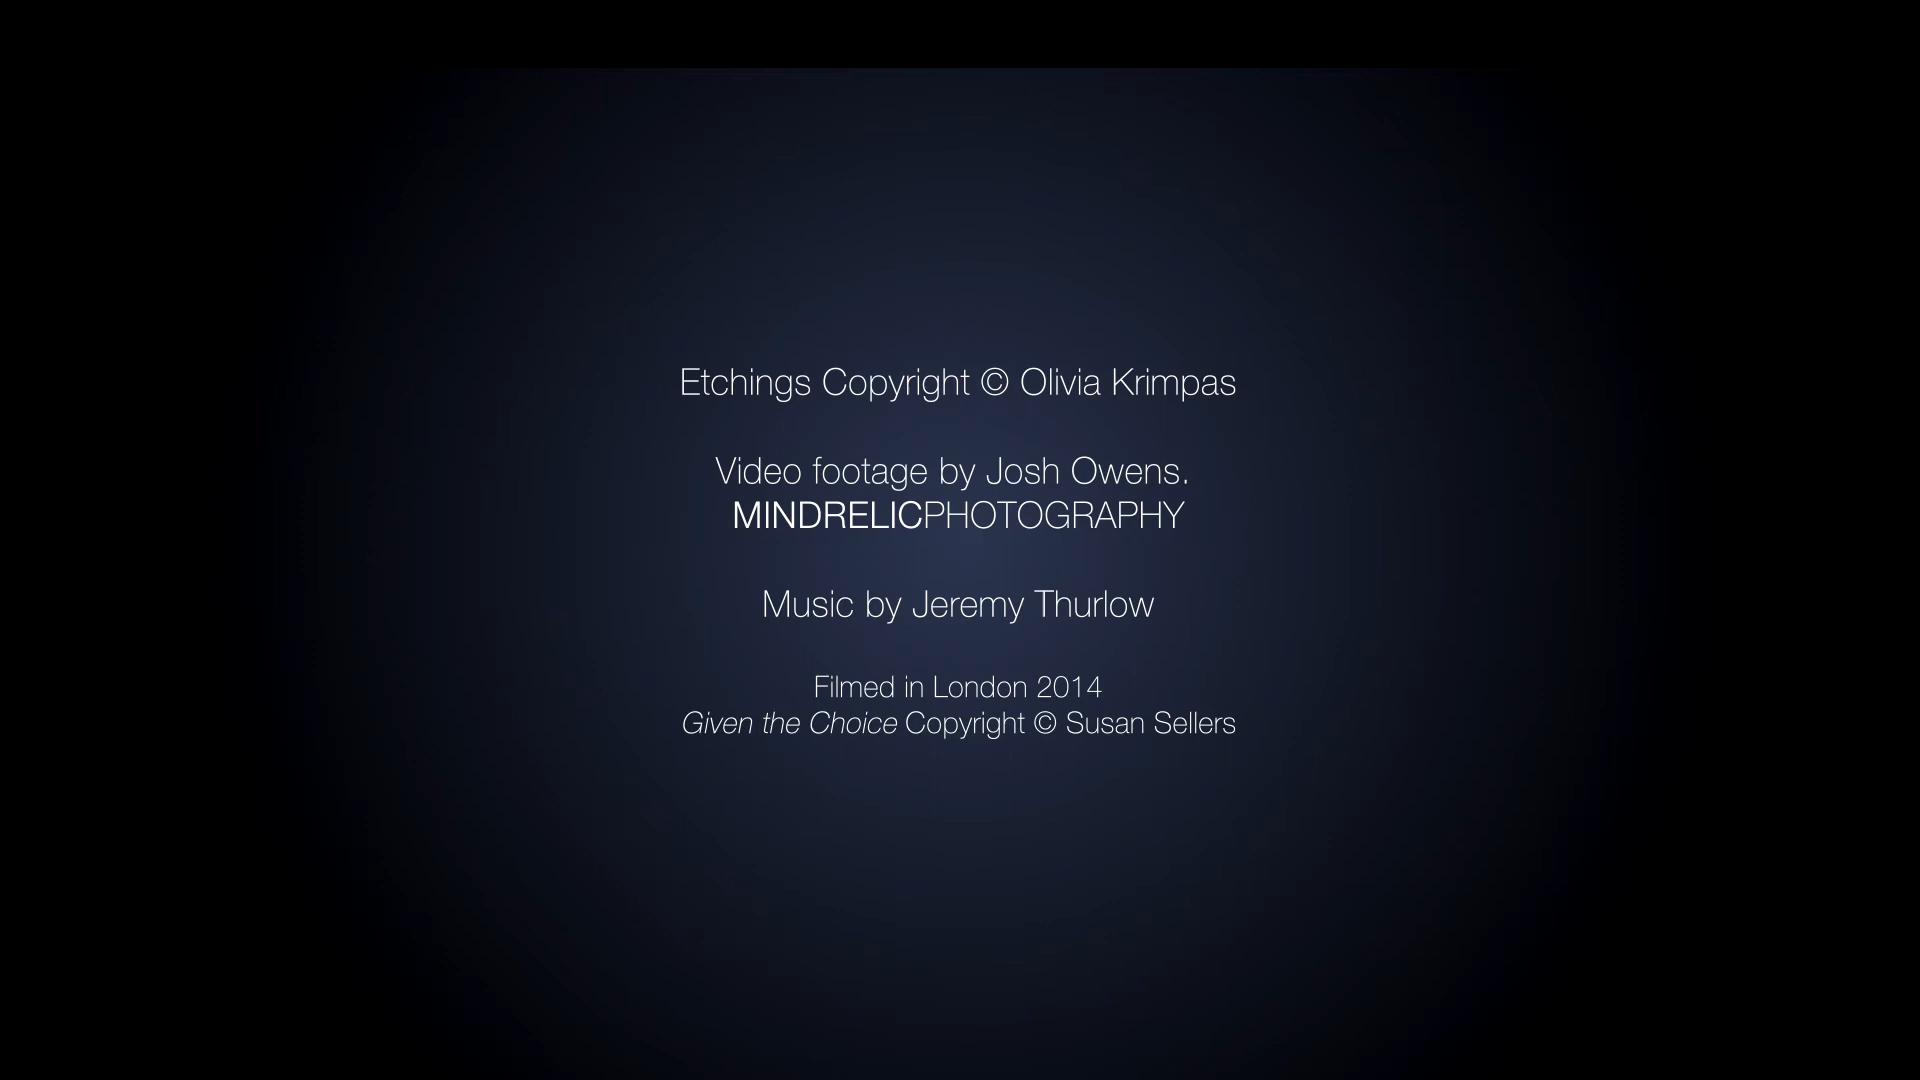 Etchings Copyright © Olivia Krimpas
Video footage by Josh Owens.
MINDRELICPHOTOGRAPHY
Music by Jeremy Thurlow
Filmed in London 2014
Given the Choice Copyright © Susan Sellers